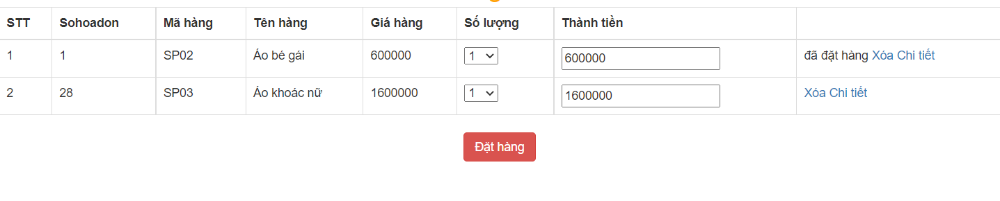 STT Sohoadon Mã hàng Tên hàng Giá hàng Số lượng Thành tiền
1 1 SP02 Áo bé gái 600000 1 600000 đã đặt hàng Xóa Chi tiết
2 28 SP03 Áo khoác nữ 1600000 1 1600000 Xóa Chi tiết
Đặt hàng